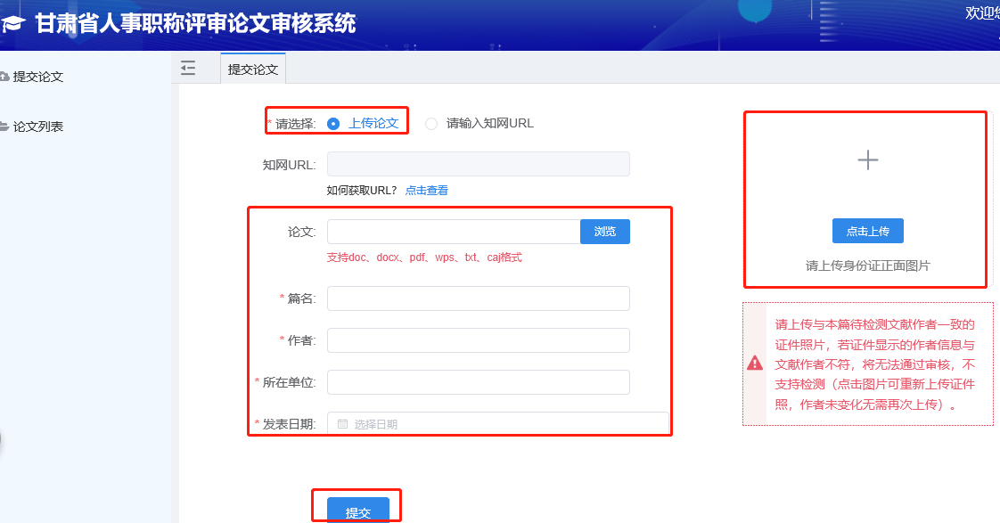 甘肃省人事职称评审论文审核系统
欢迎您
提交论文
论文列表
提交论文
* 请选择: 上传论文 请输入知网URL
知网URL:
如何获取URL? 点击查看
论文: 浏览
支持doc、docx、pdf、wps、txt、caj格式
* 篇名:
* 作者:
* 所在单位:
* 发表日期: 选择日期
提交
点击上传
请上传身份证正面图片
请上传与本篇待检测文献作者一致的
证件照片，若证件显示的作者信息与
文献作者不符，将无法通过审核，不
支持检测（点击图片可重新上传证件
照，作者未变化无需再次上传）。